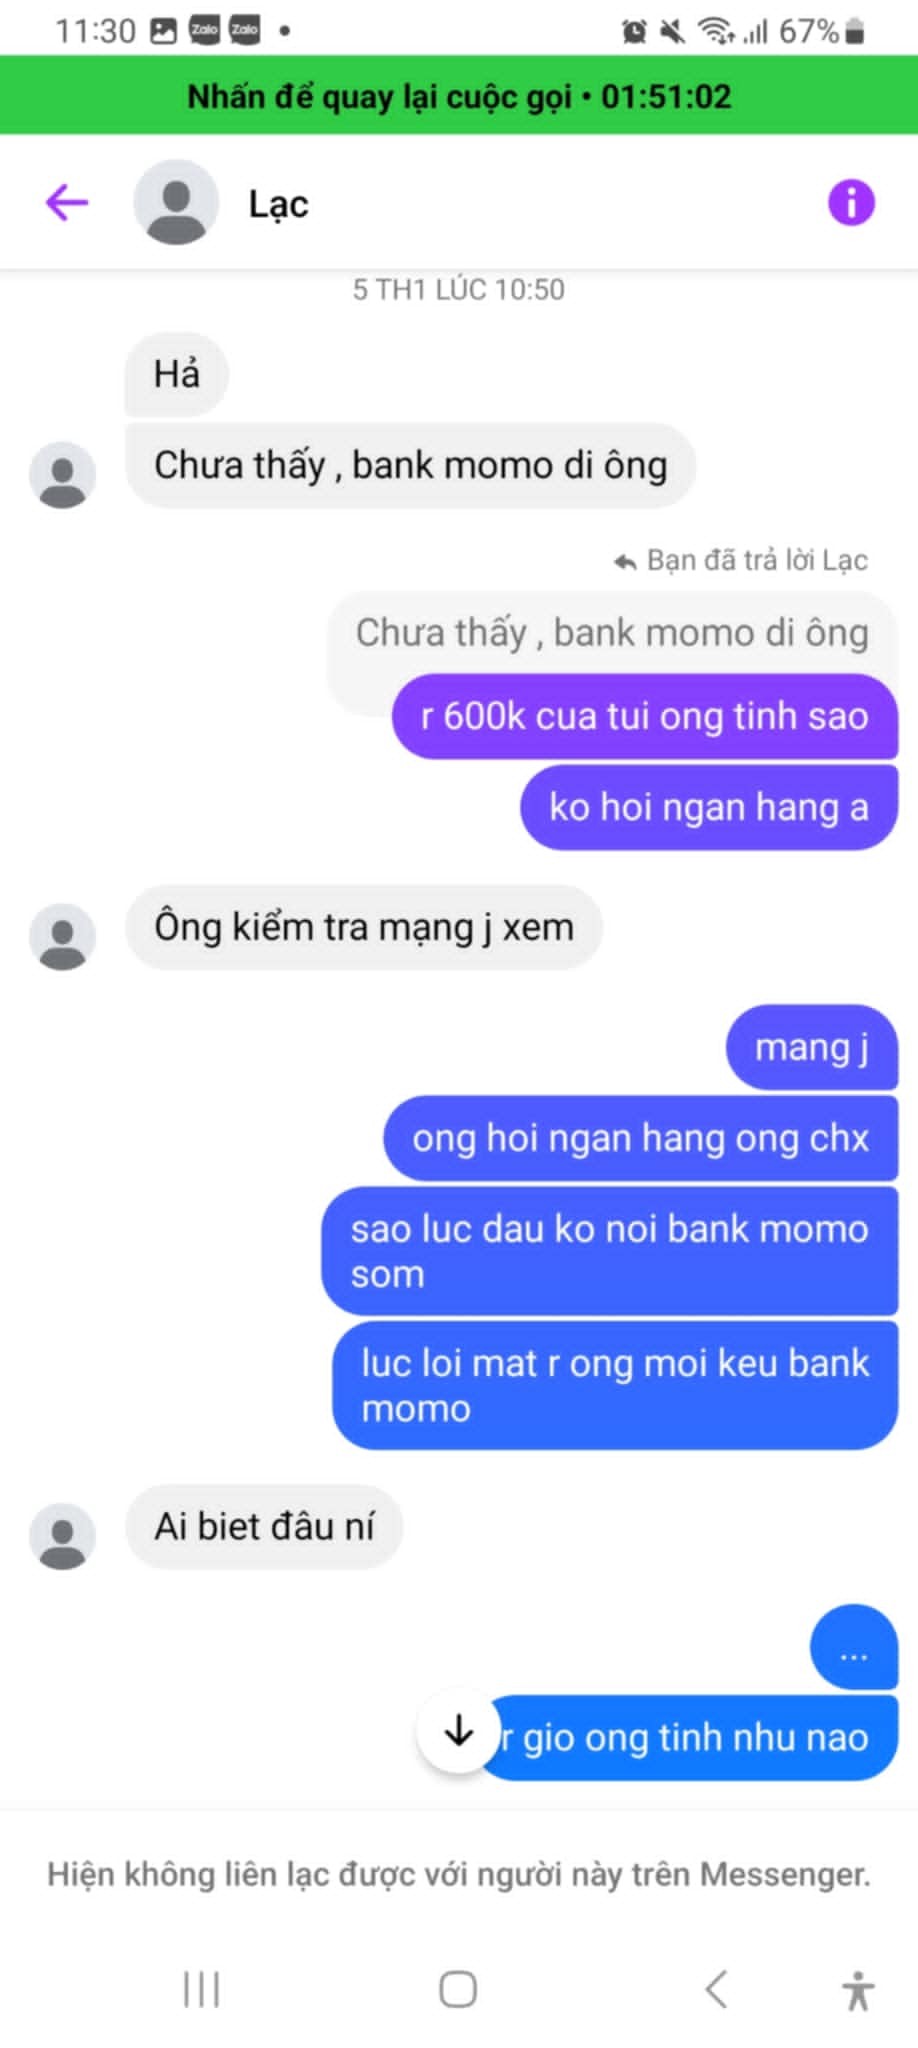 11:30 Zalo Zalo 67%
Nhấn để quay lại cuộc gọi • 01:51:02
Lạc
5 TH1 LÚC 10:50
Hả
Chưa thấy , bank momo di ông
Bạn đã trả lời Lạc
Chưa thấy , bank momo di ông
r 600k cua tui ong tinh sao
ko hoi ngan hang a
Ông kiểm tra mạng j xem
mang j
ong hoi ngan hang ong chx
sao luc dau ko noi bank momo
som
luc loi mat r ong moi keu bank
momo
Ai biet đâu ní
...
r gio ong tinh nhu nao
Hiện không liên lạc được với người này trên Messenger.